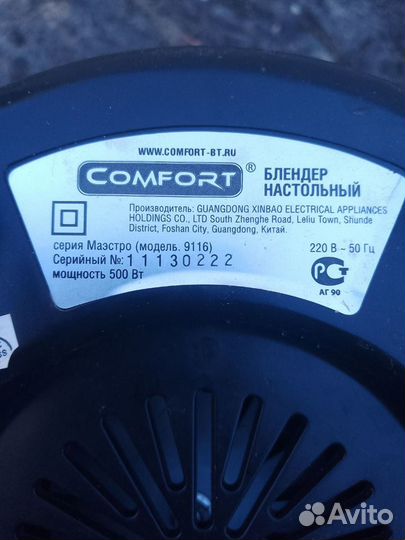 WWW.COMFORT-BT.RU
COMFORT®
БЛЕНДЕР
НАСТОЛЬНЫЙ
Производитель: GUANGDONG XINBAO ELECTRICAL APPLIANCES
HOLDINGS CO., LTD South Zhenghe Road, Leliu Town, Shunde
District, Foshan City, Guangdong, Китай.
серия Маэстро (модель. 9116)
220 В ~ 50 Гц
Серийный №: 11130222
мощность 500 Вт
РСТ
АГ 90
Avito